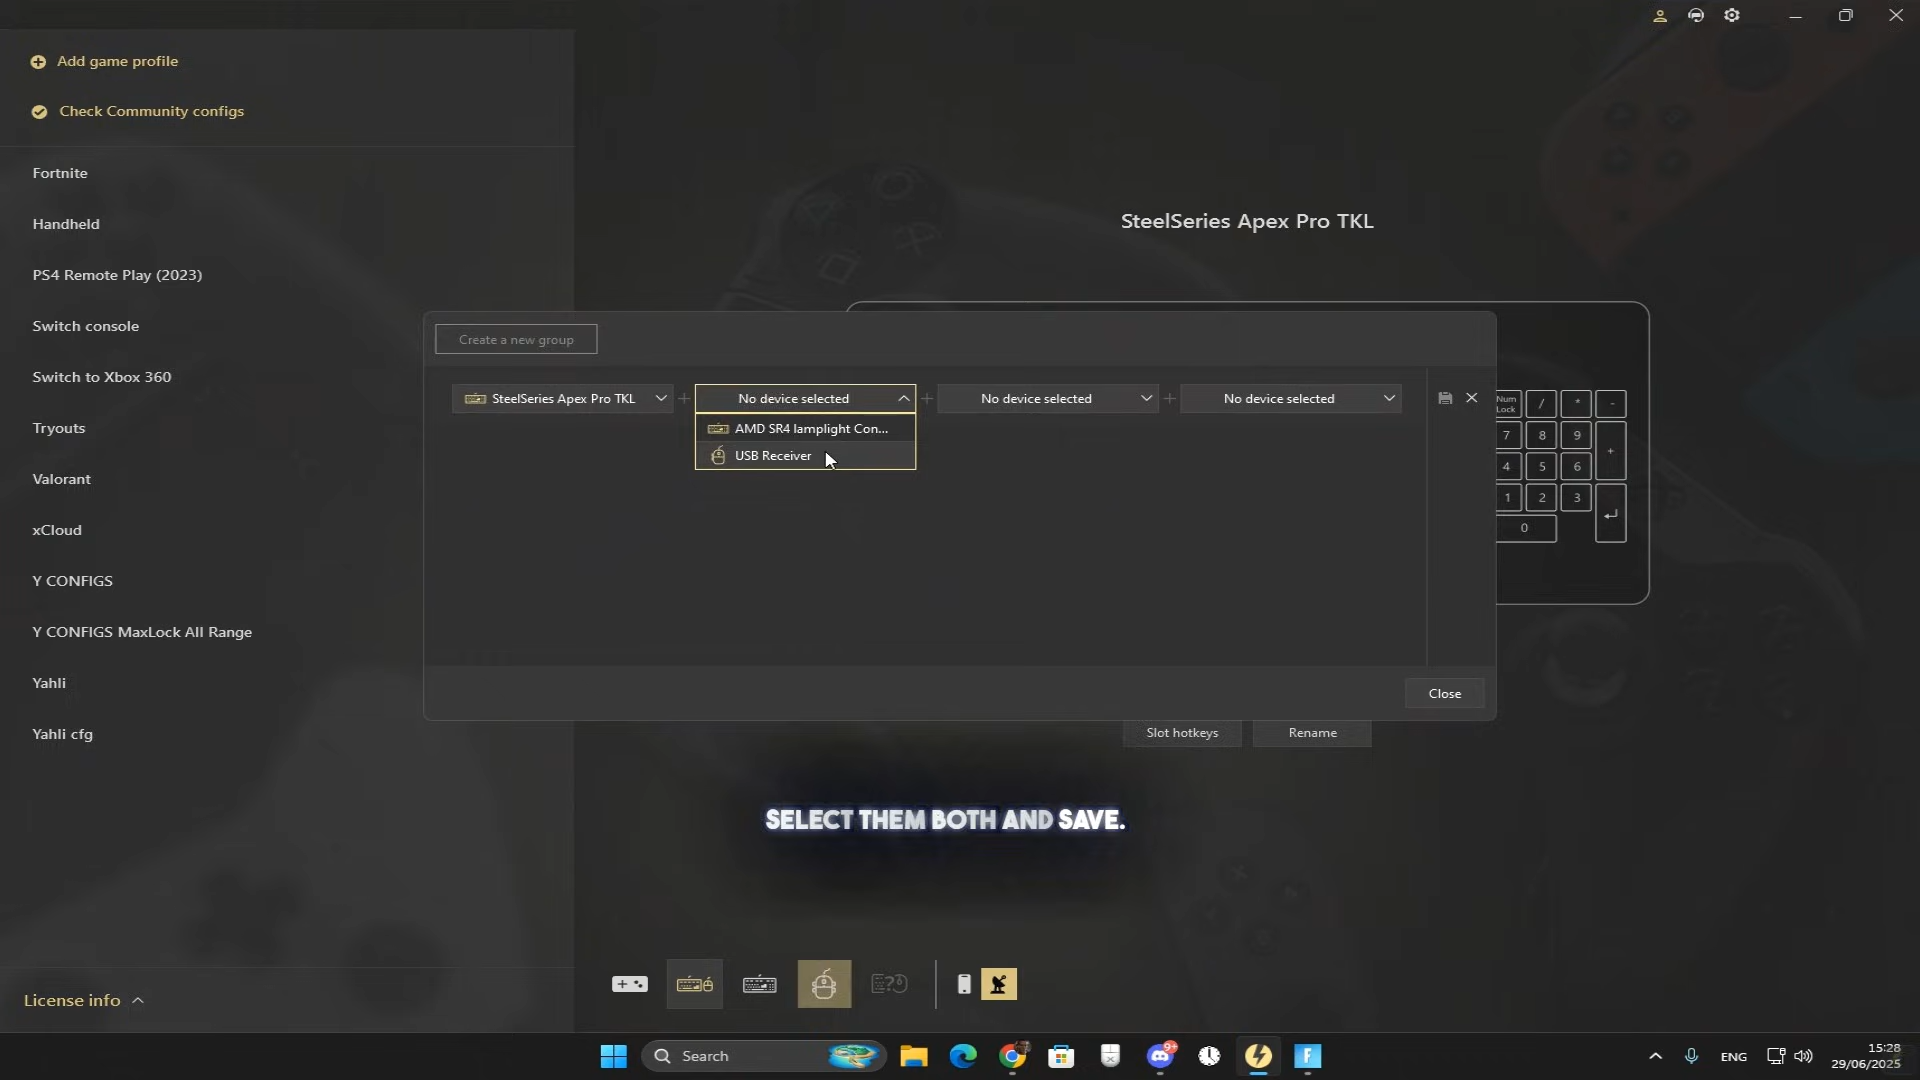 Add game profile
Check Community configs
Fortnite
Handheld
PS4 Remote Play (2023)
Switch console
Switch to Xbox 360
Tryouts
Valorant
xCloud
Y CONFIGS
Y CONFIGS MaxLock All Range
Yahli
Yahli cfg
License info
SteelSeries Apex Pro TKL
Create a new group
SteelSeries Apex Pro TKL + No device selected + No device selected + No device selected
AMD SR4 lamplight Con...
USB Receiver
Num Lock / * -
7 8 9 +
4 5 6
1 2 3
0
Close
Slot hotkeys Rename
SELECT THEM BOTH AND SAVE.
Search
9+
F
ENG
15:28
29/06/2025